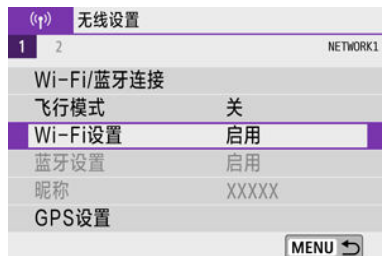 无线设置
1 2 NETWORK1
Wi-Fi/蓝牙连接
飞行模式 关
Wi-Fi设置 启用
蓝牙设置 启用
昵称 XXXXX
GPS设置
MENU